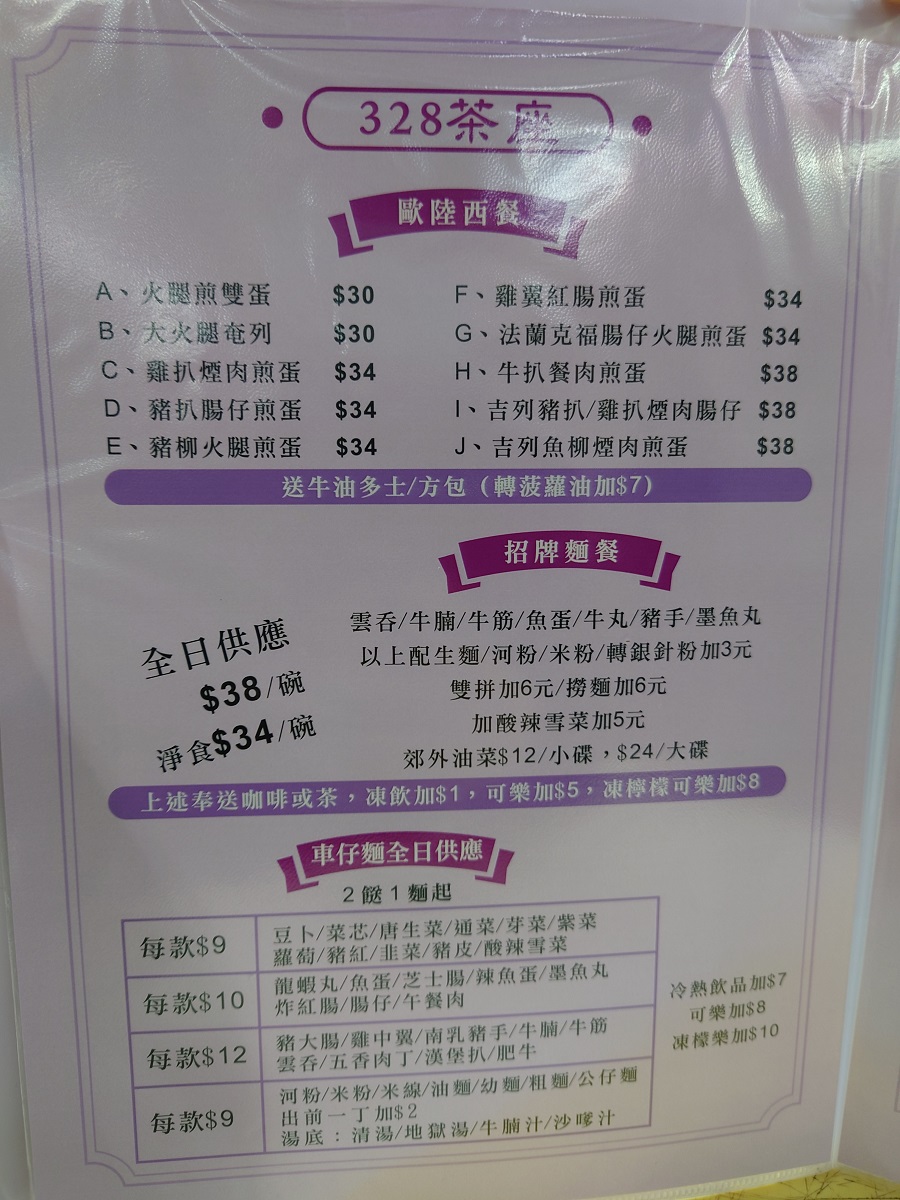 328茶座
歐陸西餐
A、火腿煎雙蛋 $30
B、大火腿奄列 $30
C、雞扒煙肉煎蛋 $34
D、豬扒腸仔煎蛋 $34
E、豬柳火腿煎蛋 $34
F、雞翼紅腸煎蛋 $34
G、法蘭克福腸仔火腿煎蛋 $34
H、牛扒餐肉煎蛋 $38
I、吉列豬扒/雞扒煙肉腸仔 $38
J、吉列魚柳煙肉煎蛋 $38
送牛油多士/方包（轉菠蘿油加$7）
招牌麵餐
全日供應
$38/碗
淨食$34/碗
雲吞/牛腩/牛筋/魚蛋/牛丸/豬手/墨魚丸
以上配生麵/河粉/米粉/轉銀針粉加3元
雙拼加6元/撈麵加6元
加酸辣雪菜加5元
郊外油菜$12/小碟，$24/大碟
上述奉送咖啡或茶，凍飲加$1，可樂加$5，凍檸檬可樂加$8
車仔麵全日供應
2餸1麵起
每款$9
豆卜/菜芯/唐生菜/通菜/芽菜/紫菜
蘿蔔/豬紅/韭菜/豬皮/酸辣雪菜
每款$10
龍蝦丸/魚蛋/芝士腸/辣魚蛋/墨魚丸
炸紅腸/腸仔/午餐肉
每款$12
豬大腸/雞中翼/南乳豬手/牛腩/牛筋
雲吞/五香肉丁/漢堡扒/肥牛
每款$9
河粉/米粉/米線/油麵/幼麵/粗麵/公仔麵
出前一丁加$2
湯底：清湯/地獄湯/牛腩汁/沙嗲汁
冷熱飲品加$7
可樂加$8
凍檬樂加$10